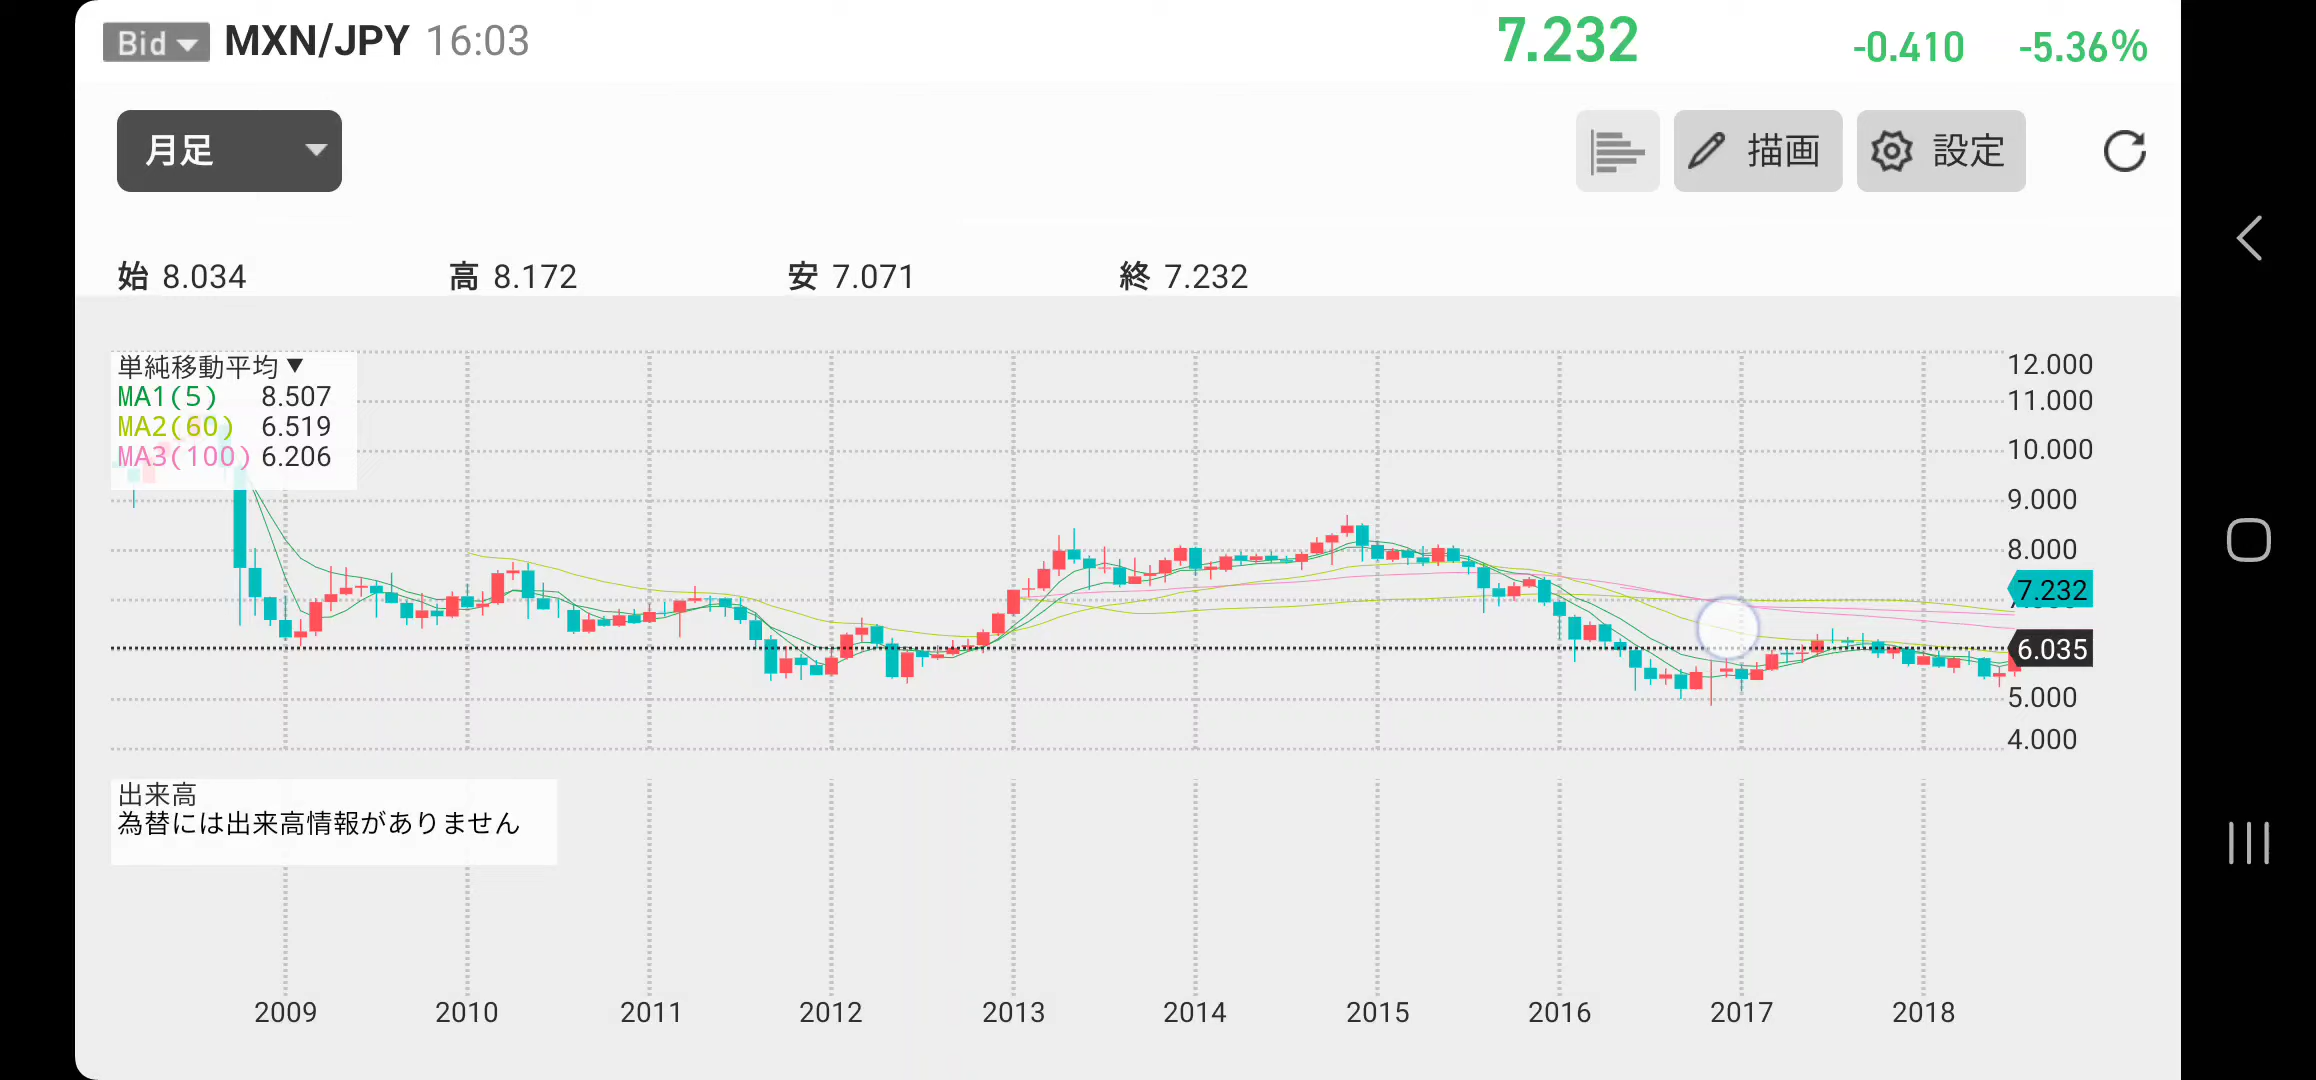 Bid MXN/JPY 16:03 7.232 -0.410 -5.36%
月足 描画 設定
始 8.034 高 8.172 安 7.071 終 7.232
単純移動平均▼
MA1(5) 8.507
MA2(60) 6.519
MA3(100) 6.206
12.000
11.000
10.000
9.000
8.000
7.232
6.035
5.000
4.000
出来高
為替には出来高情報がありません
2009 2010 2011 2012 2013 2014 2015 2016 2017 2018